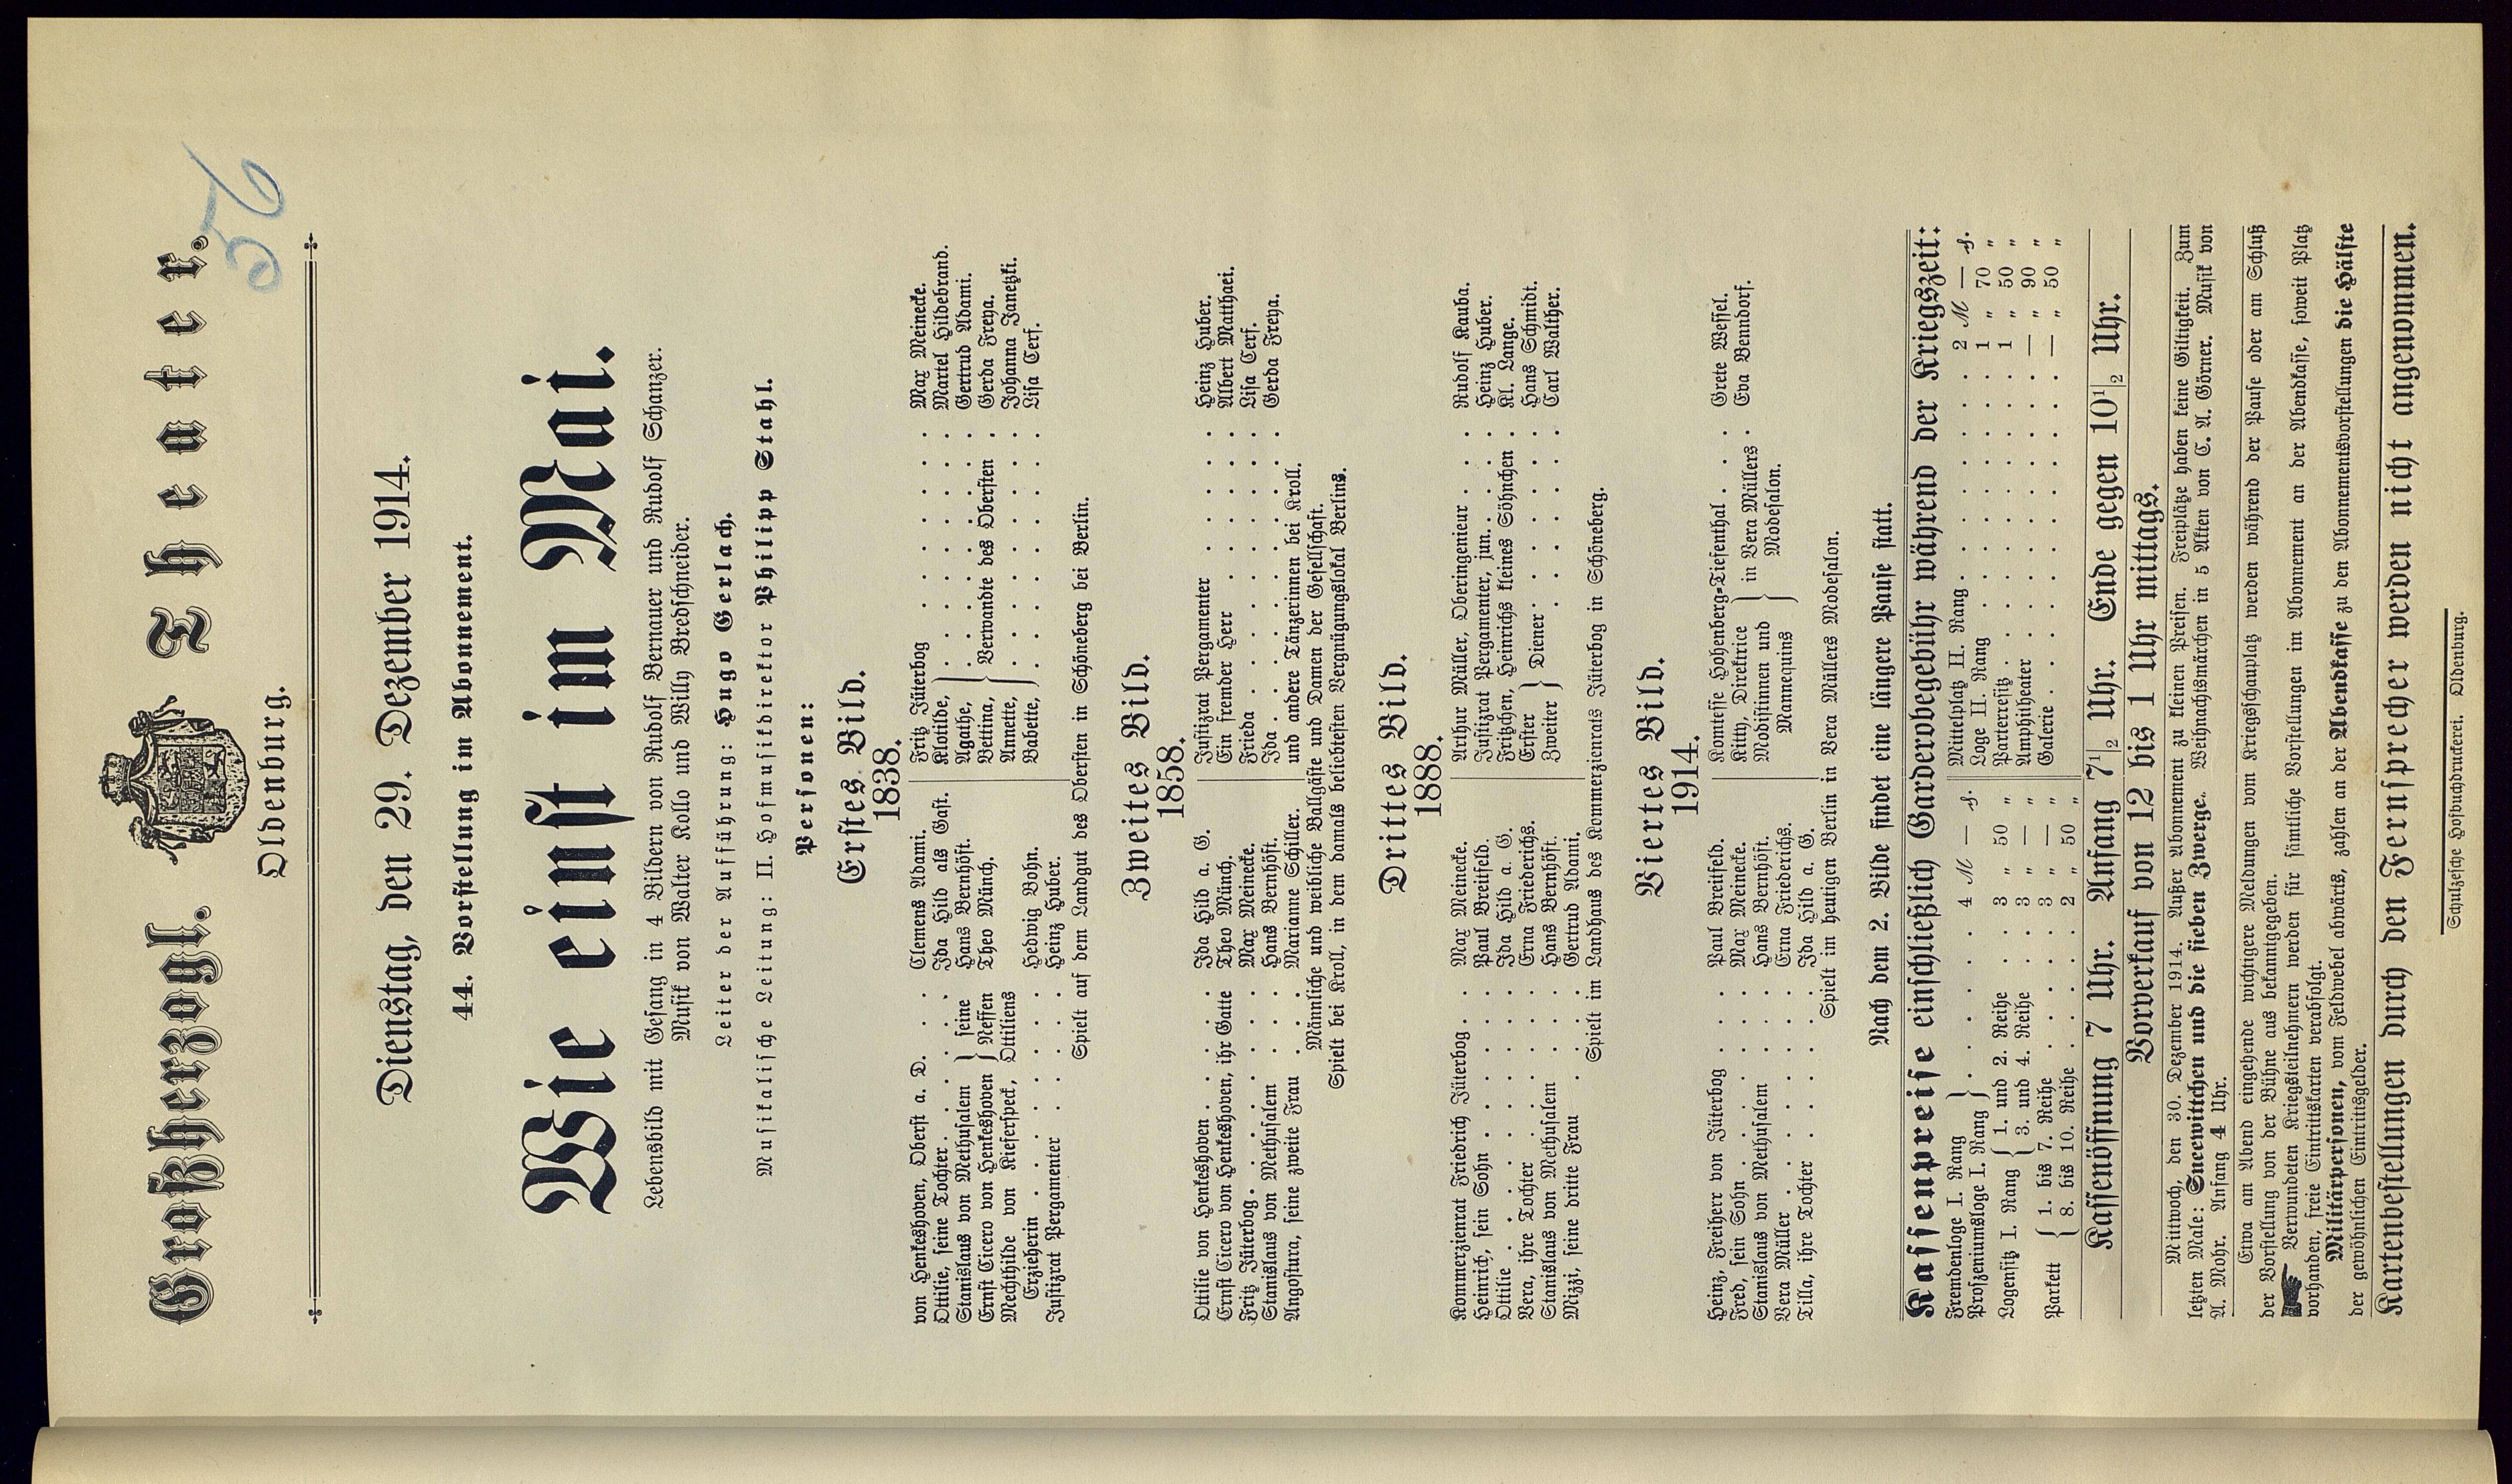 Großherzogl. Theater.
Oldenburg.
56
Dienstag, den 29. Dezember 1914.
44. Vorstellung im Abonnement.
Wie einst im Mai.
Lebensbild mit Gesang in 4 Bildern von Rudolf Bernauer und Rudolf Schanzer.
Musik von Walter Kollo und Willy Bredschneider.
Leiter der Aufführung: Hugo Gerlach.
Musikalische Leitung: II. Hofmusikdirektor Philipp Stahl.
Personen:
Erstes Bild.
1838.
von Henkeshoven, Oberst a. D. . . . Clemens Adami.
Ottilie, seine Tochter . . . . . . Ida Hild als Gast.
Stanislaus von Methusalem } seine Hans Bernhöft.
Ernst Cicero von Henkeshoven } Neffen Theo Münch.
Mechthilde von Kieferspeck, Ottiliens
Erzieherin . . . . . . . Hedwig Bohn.
Justizrat Pergamenter . . . . . Heinz Huber.
Fritz Jüterbog . . . . . . . . Max Meinecke.
Klotilde, } . . . . . . . Martel Hildebrand.
Agathe, . . . . . . . Gertrud Adami.
Bettina, Verwandte des Obersten . Gerda Freya.
Annette, . . . . . . . Johanna Janetzki.
Babette, } . . . . . . . Lisa Cerf.
Spielt auf dem Landgut des Obersten in Schöneberg bei Berlin.
Zweites Bild.
1858.
Ottilie von Henkeshoven . . . . . Ida Hild a. G.
Ernst Cicero von Henkeshoven, ihr Gatte Theo Münch.
Fritz Jüterbog . . . . . . . . Max Meinecke.
Stanislaus von Methusalem . . . . Hans Bernhöft.
Angostura, seine zweite Frau . . . Marianne Schiller.
Justizrat Pergamenter . . . . . . Heinz Huber.
Ein fremder Herr . . . . . . . Albert Matthaei.
Frieda . . . . . . . . . . Lisa Cerf.
Ida . . . . . . . . . . . Gerda Freya.
und andere Tänzerinnen bei Kroll.
Männliche und weibliche Ballgäste und Damen der Gesellschaft.
Spielt bei Kroll, in dem damals beliebtesten Vergnügungslokal Berlins.
Drittes Bild.
1888.
Kommerzienrat Friedrich Jüterbog . . Max Meinecke.
Heinrich, sein Sohn . . . . . . . Paul Breitfeld.
Ottilie . . . . . . . . . . Ida Hild a. G.
Vera, ihre Tochter . . . . . . . Erna Friederichs.
Stanislaus von Methusalem . . . . Hans Bernhöft.
Mizzi, seine dritte Frau . . . . . Gertrud Adami.
Arthur Müller, Oberingenieur . . . Rudolf Kauba.
Justizrat Pergamenter, jun. . . . . Heinz Huber.
Fritzchen, Heinrichs kleines Söhnchen . Kl. Lange.
Erster } Diener . . . . . . . Hans Schmidt.
Zweiter } . . . . . . . Carl Walther.
Spielt im Landhaus des Kommerzienrats Jüterbog in Schöneberg.
Viertes Bild.
1914.
Heinz, Freiherr von Jüterbog . . . . Paul Breitfeld.
Fred, sein Sohn . . . . . . . . Max Meinecke.
Stanislaus von Methusalem . . . . Hans Bernhöft.
Vera Müller . . . . . . . . . Erna Friederichs.
Tilla, ihre Tochter . . . . . . . Ida Hild a. G.
Komtesse Hohenberg-Tiefenthal . . . Grete Wessel.
Kitty, Direktrice } in Vera Müllers . Eva Benndorf.
Modistinnen und
Mannequins } Modesalon.
Spielt im heutigen Berlin in Vera Müllers Modesalon.
Nach dem 2. Bilde findet eine längere Pause statt.
Kassenpreise einschließlich Garderobegebühr während der Kriegszeit:
Fremdenloge I. Rang } . . . . . 4 M — ₰.
Proszeniumsloge I. Rang }
Logensitz I. Rang { 1. und 2. Reihe . . 3 „ 50 „
{ 3. und 4. Reihe . . 3 „ — „
Parkett { 1. bis 7. Reihe . . . . . 3 „ — „
{ 8. bis 10. Reihe . . . . . 2 „ 50 „
Mittelplatz II. Rang . . . . . . . 2 M — ₰.
Loge II. Rang . . . . . . . . 1 „ 70 „
Parterresitz . . . . . . . . . 1 „ 50 „
Amphitheater . . . . . . . . — „ 90 „
Galerie . . . . . . . . . . — „ 50 „
Kassenöffnung 7 Uhr. Anfang 7½ Uhr. Ende gegen 10½ Uhr.
Vorverkauf von 12 bis 1 Uhr mittags.
Mittwoch, den 30. Dezember 1914. Außer Abonnement zu kleinen Preisen. Freiplätze haben keine Giltigkeit. Zum
letzten Male: Sneewittchen und die sieben Zwerge. Weihnachtsmärchen in 5 Akten von C. A. Görner. Musik von
A. Mohr. Anfang 4 Uhr.
Etwa am Abend eingehende wichtigere Meldungen vom Kriegsschauplatz werden während der Pause oder am Schluß
der Vorstellung von der Bühne aus bekanntgegeben.
☛ Verwundeten Kriegsteilnehmern werden für sämtliche Vorstellungen im Abonnement an der Abendkasse, soweit Platz
vorhanden, freie Eintrittskarten verabfolgt.
Militärpersonen, vom Feldwebel abwärts, zahlen an der Abendkasse zu den Abonnementsvorstellungen die Hälfte
der gewöhnlichen Eintrittsgelder.
Kartenbestellungen durch den Fernsprecher werden nicht angenommen.
Schulzesche Hofbuchdruckerei. Oldenburg.